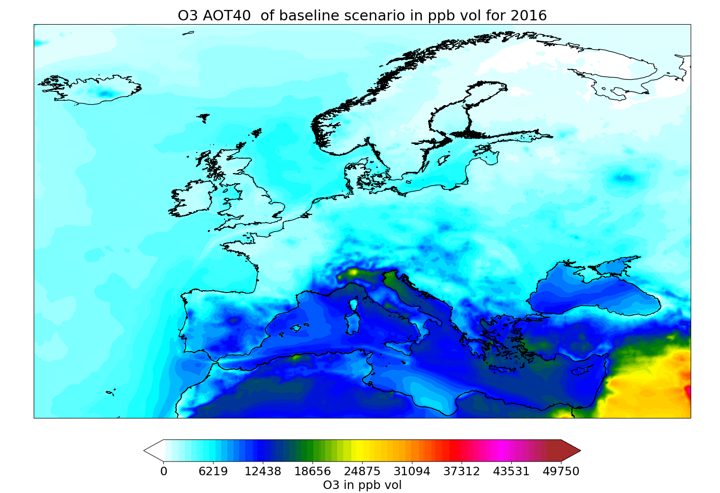 O3 AOT40  of baseline scenario in ppb vol for 2016
0 6219 12438 18656 24875 31094 37312 43531 49750
O3 in ppb vol